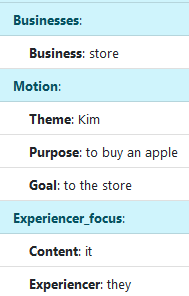 Businesses:
Business: store
Motion:
Theme: Kim
Purpose: to buy an apple
Goal: to the store
Experiencer_focus:
Content: it
Experiencer: they